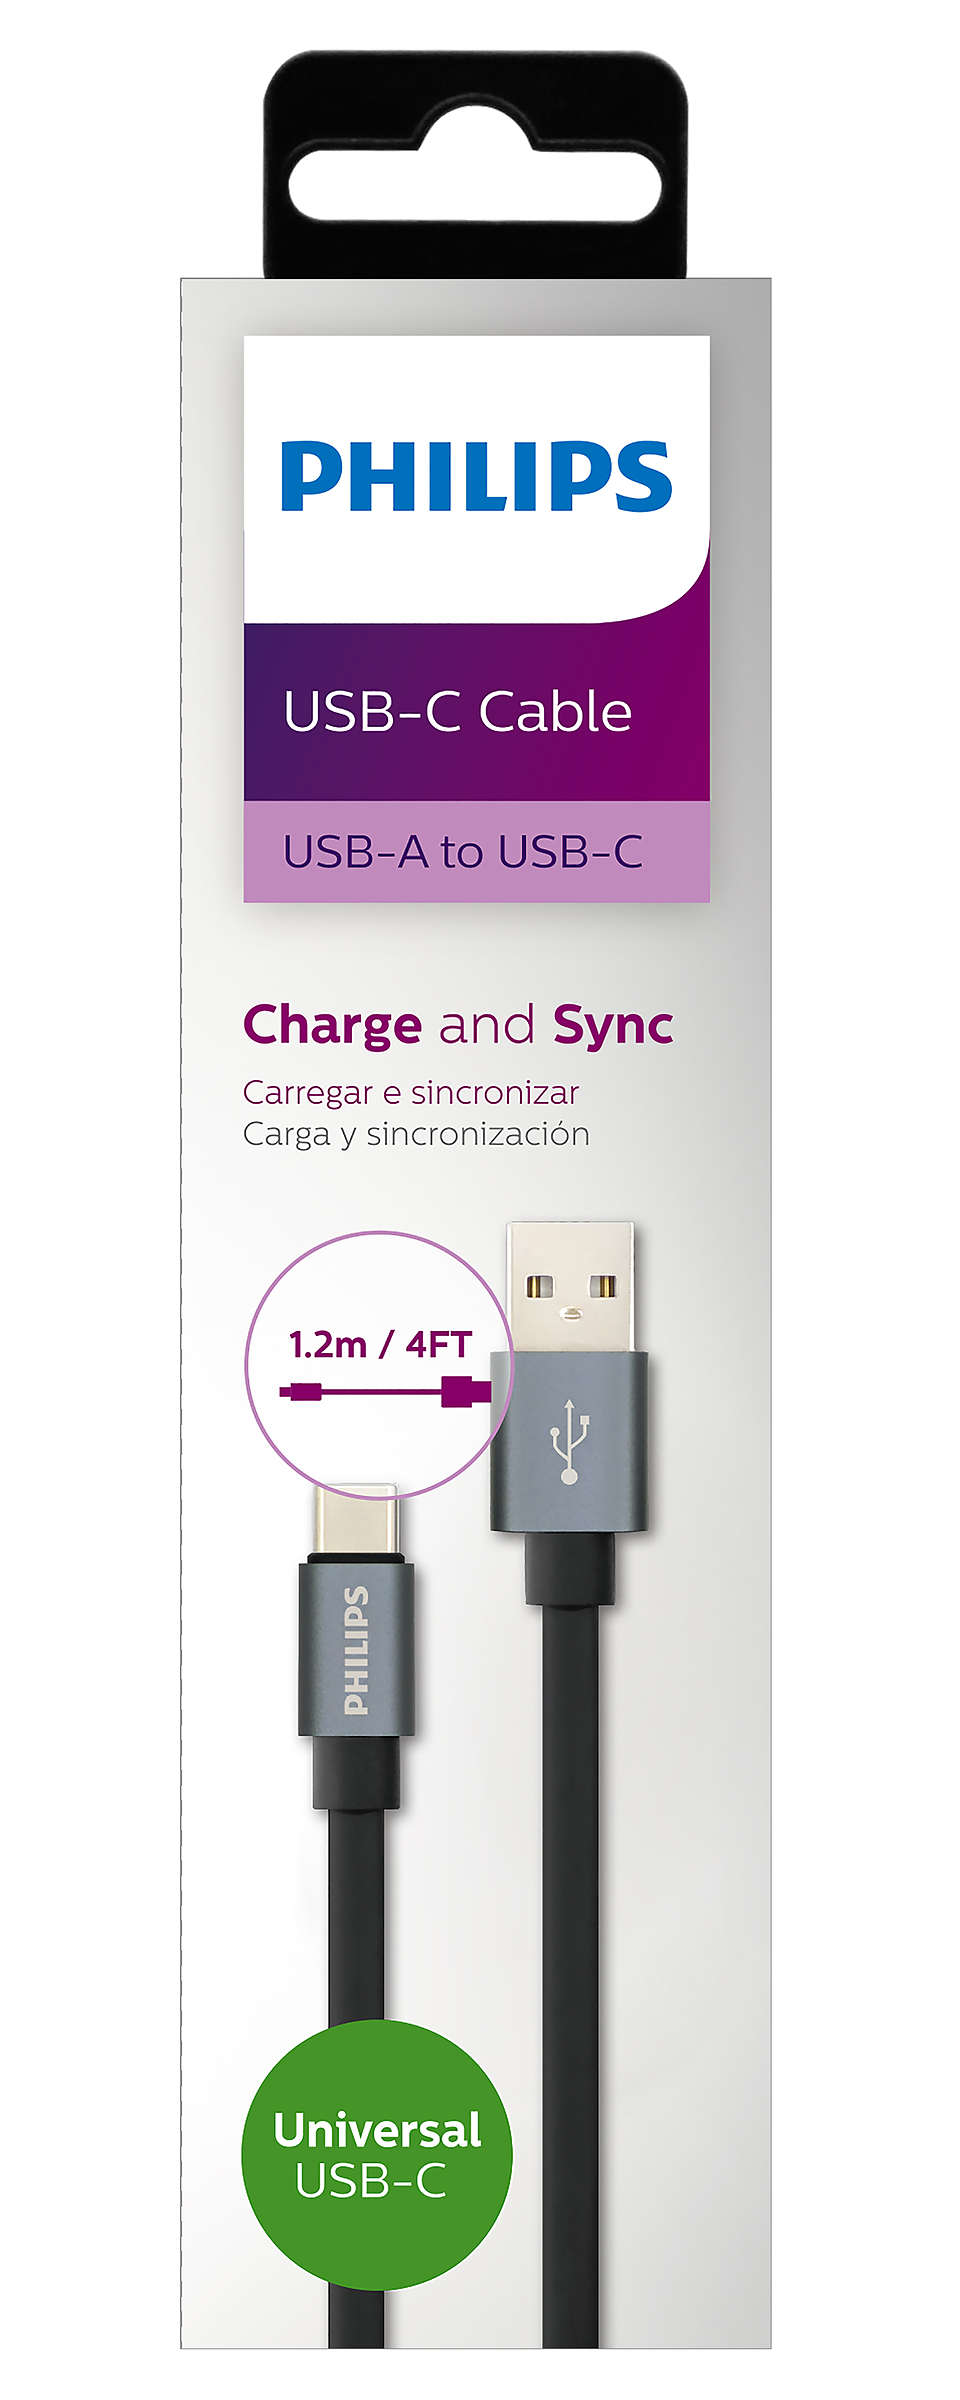 PHILIPS
USB-C Cable
USB-A to USB-C
Charge and Sync
Carregar e sincronizar
Carga y sincronización
1.2m / 4FT
PHILIPS
Universal
USB-C